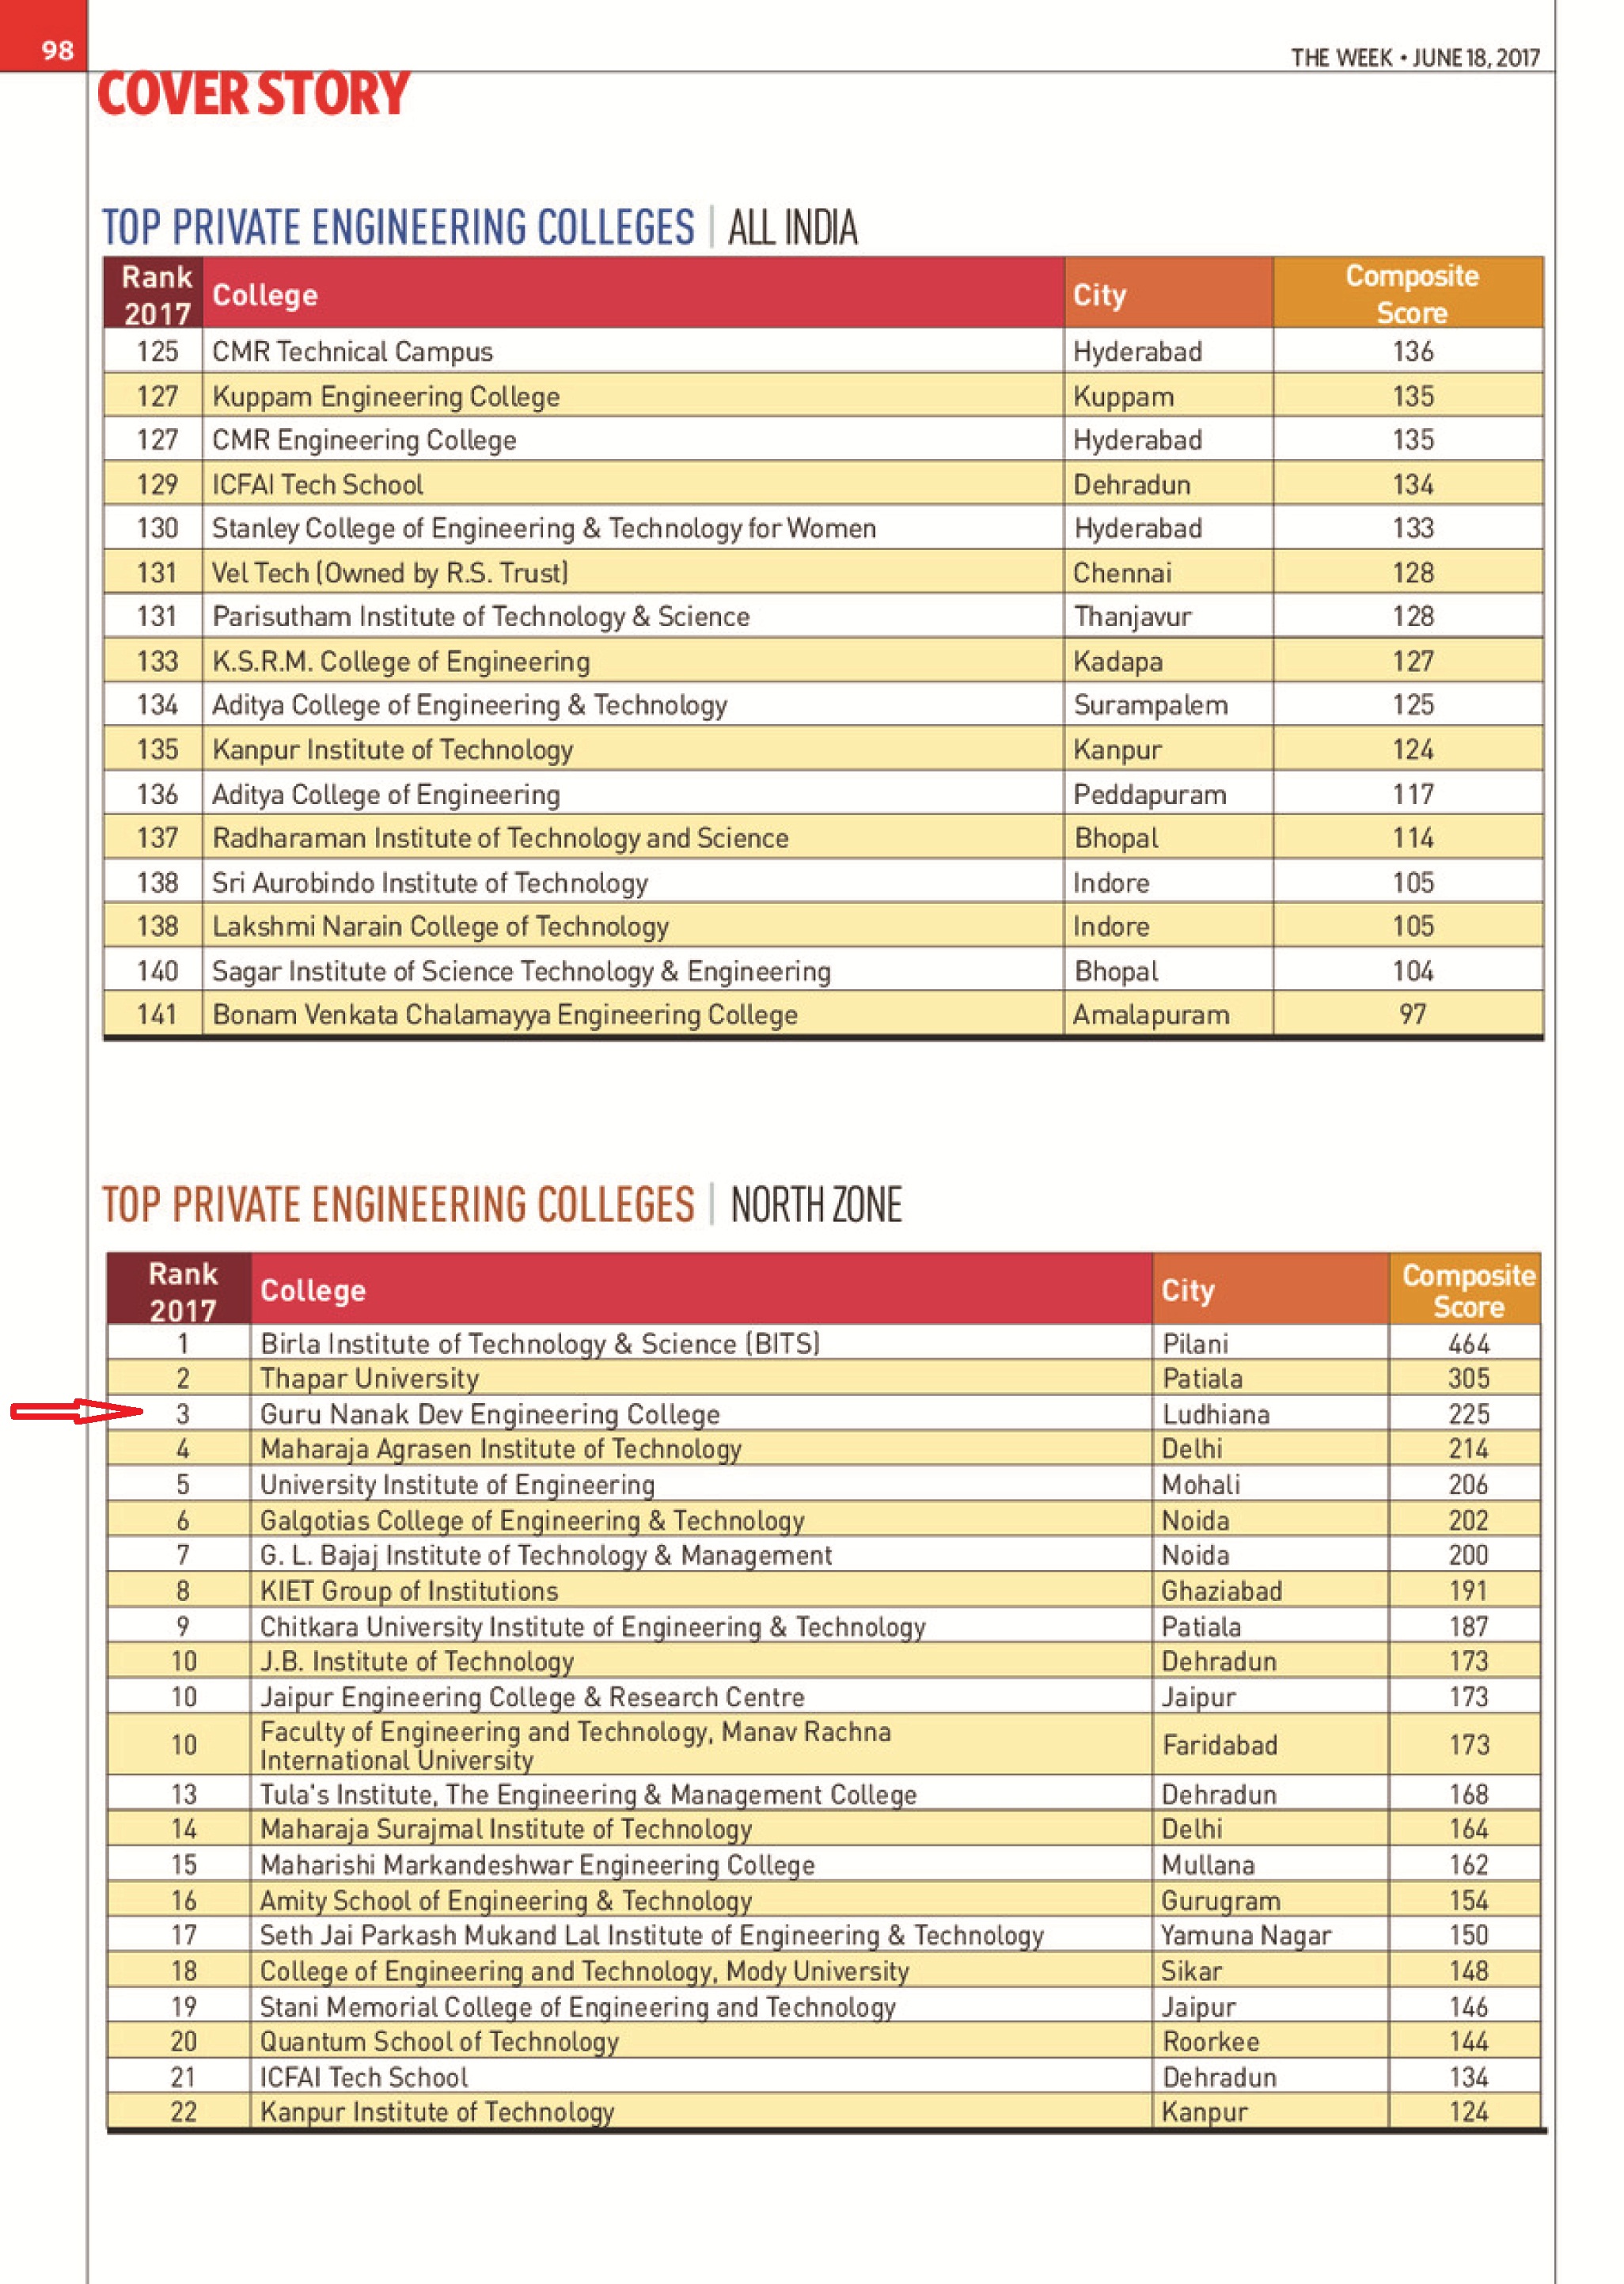 98
THE WEEK • JUNE 18, 2017
COVER STORY
TOP PRIVATE ENGINEERING COLLEGES | ALL INDIA
Rank 2017 College City Composite Score
125 CMR Technical Campus Hyderabad 136
127 Kuppam Engineering College Kuppam 135
127 CMR Engineering College Hyderabad 135
129 ICFAI Tech School Dehradun 134
130 Stanley College of Engineering & Technology for Women Hyderabad 133
131 Vel Tech (Owned by R.S. Trust) Chennai 128
131 Parisutham Institute of Technology & Science Thanjavur 128
133 K.S.R.M. College of Engineering Kadapa 127
134 Aditya College of Engineering & Technology Surampalem 125
135 Kanpur Institute of Technology Kanpur 124
136 Aditya College of Engineering Peddapuram 117
137 Radharaman Institute of Technology and Science Bhopal 114
138 Sri Aurobindo Institute of Technology Indore 105
138 Lakshmi Narain College of Technology Indore 105
140 Sagar Institute of Science Technology & Engineering Bhopal 104
141 Bonam Venkata Chalamayya Engineering College Amalapuram 97
TOP PRIVATE ENGINEERING COLLEGES | NORTH ZONE
Rank 2017 College City Composite Score
1 Birla Institute of Technology & Science (BITS) Pilani 464
2 Thapar University Patiala 305
3 Guru Nanak Dev Engineering College Ludhiana 225
4 Maharaja Agrasen Institute of Technology Delhi 214
5 University Institute of Engineering Mohali 206
6 Galgotias College of Engineering & Technology Noida 202
7 G. L. Bajaj Institute of Technology & Management Noida 200
8 KIET Group of Institutions Ghaziabad 191
9 Chitkara University Institute of Engineering & Technology Patiala 187
10 J.B. Institute of Technology Dehradun 173
10 Jaipur Engineering College & Research Centre Jaipur 173
10 Faculty of Engineering and Technology, Manav Rachna
International University Faridabad 173
13 Tula's Institute, The Engineering & Management College Dehradun 168
14 Maharaja Surajmal Institute of Technology Delhi 164
15 Maharishi Markandeshwar Engineering College Mullana 162
16 Amity School of Engineering & Technology Gurugram 154
17 Seth Jai Parkash Mukand Lal Institute of Engineering & Technology Yamuna Nagar 150
18 College of Engineering and Technology, Mody University Sikar 148
19 Stani Memorial College of Engineering and Technology Jaipur 146
20 Quantum School of Technology Roorkee 144
21 ICFAI Tech School Dehradun 134
22 Kanpur Institute of Technology Kanpur 124